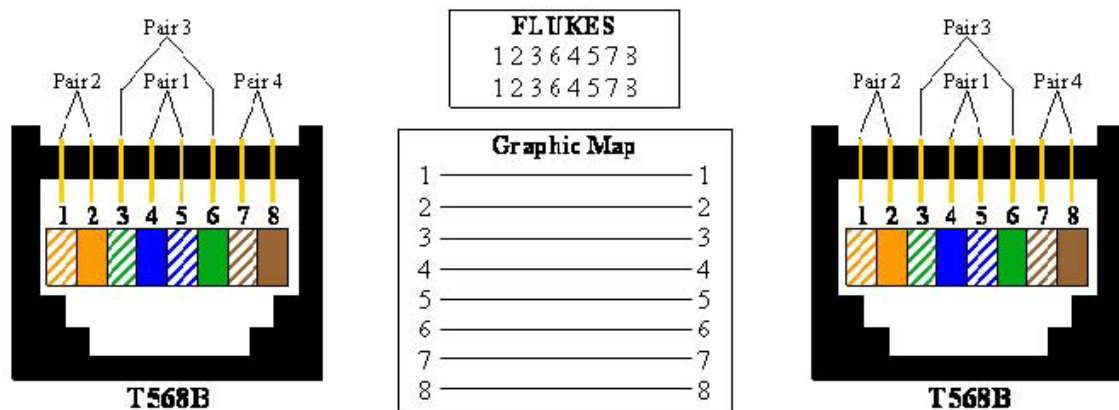 Pair 3
Pair 2 Pair 1 Pair 4
1 2 3 4 5 6 7 8
T568B
FLUKES
1 2 3 6 4 5 7 8
1 2 3 6 4 5 7 8
Graphic Map
1 1
2 2
3 3
4 4
5 5
6 6
7 7
8 8
Pair 3
Pair 2 Pair 1 Pair 4
1 2 3 4 5 6 7 8
T568B